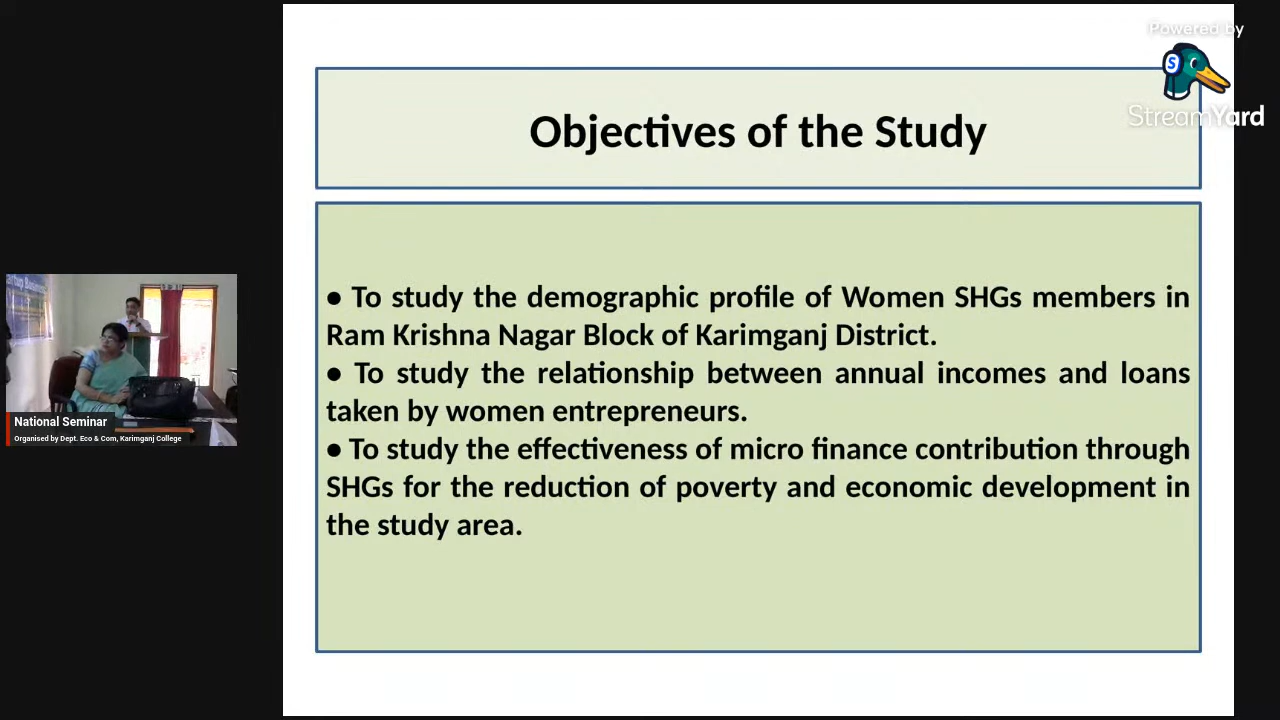 Powered by
StreamYard
Objectives of the Study
● To study the demographic profile of Women SHGs members in
Ram Krishna Nagar Block of Karimganj District.
● To study the relationship between annual incomes and loans
taken by women entrepreneurs.
● To study the effectiveness of micro finance contribution through
SHGs for the reduction of poverty and economic development in
the study area.
National Seminar
Organised by Dept. Eco & Com, Karimganj College